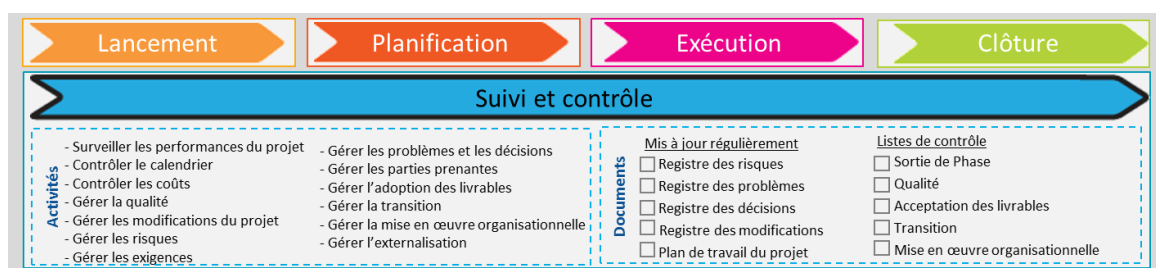 Lancement
Planification
Exécution
Clôture
Suivi et contrôle
Activités
- Surveiller les performances du projet
- Contrôler le calendrier
- Contrôler les coûts
- Gérer la qualité
- Gérer les modifications du projet
- Gérer les risques
- Gérer les exigences
- Gérer les problèmes et les décisions
- Gérer les parties prenantes
- Gérer l’adoption des livrables
- Gérer la transition
- Gérer la mise en œuvre organisationnelle
- Gérer l’externalisation
Documents
Mis à jour régulièrement
Registre des risques
Registre des problèmes
Registre des décisions
Registre des modifications
Plan de travail du projet
Listes de contrôle
Sortie de Phase
Qualité
Acceptation des livrables
Transition
Mise en œuvre organisationnelle